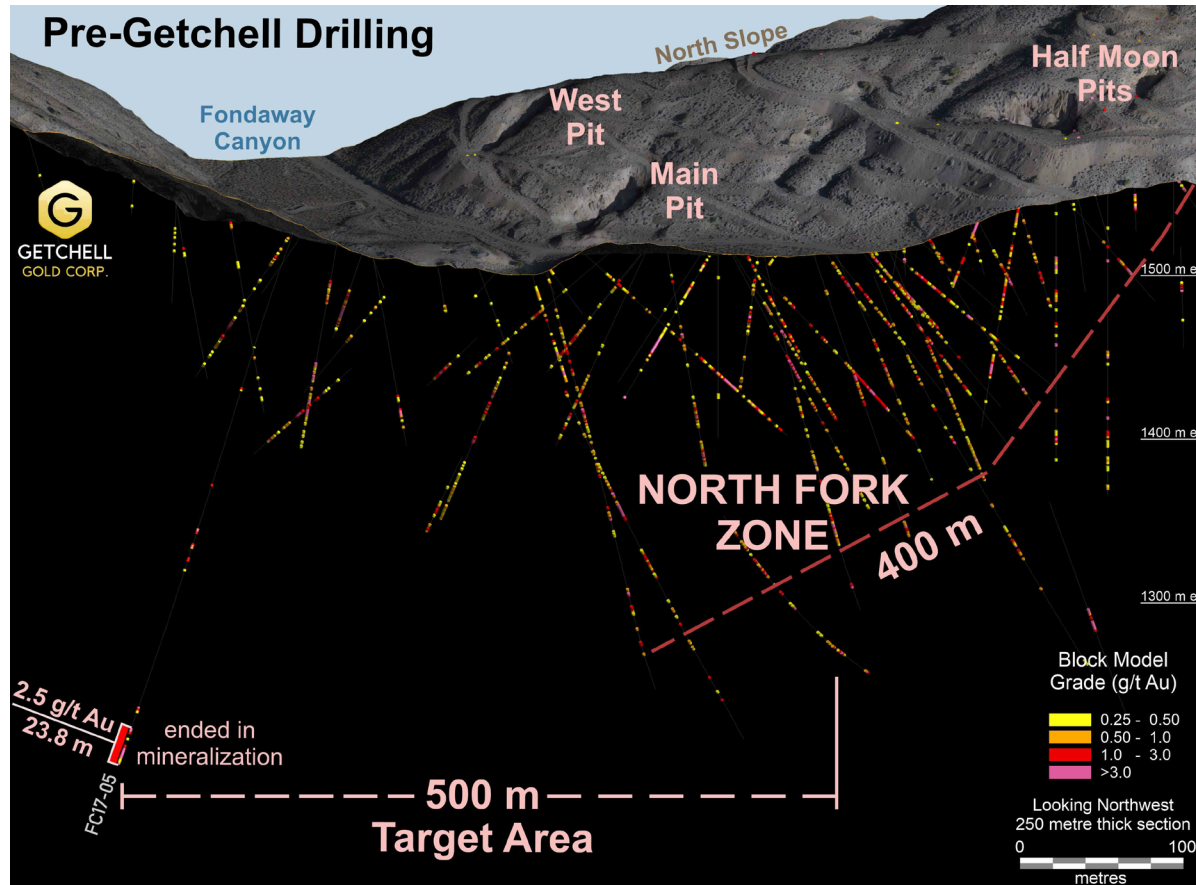 Pre-Getchell Drilling
North Slope
Half Moon
Pits
West
Pit
Fondaway
Canyon
Main
Pit
G
GETCHELL
GOLD CORP.
1500 m e
1400 m e
NORTH FORK
ZONE
400 m
1300 m e
Block Model
Grade (g/t Au)
0.25 - 0.50
0.50 - 1.0
1.0 - 3.0
>3.0
2.5 g/t Au
23.8 m
ended in
mineralization
FC17-05
500 m
Target Area
Looking Northwest
250 metre thick section
0 100
metres